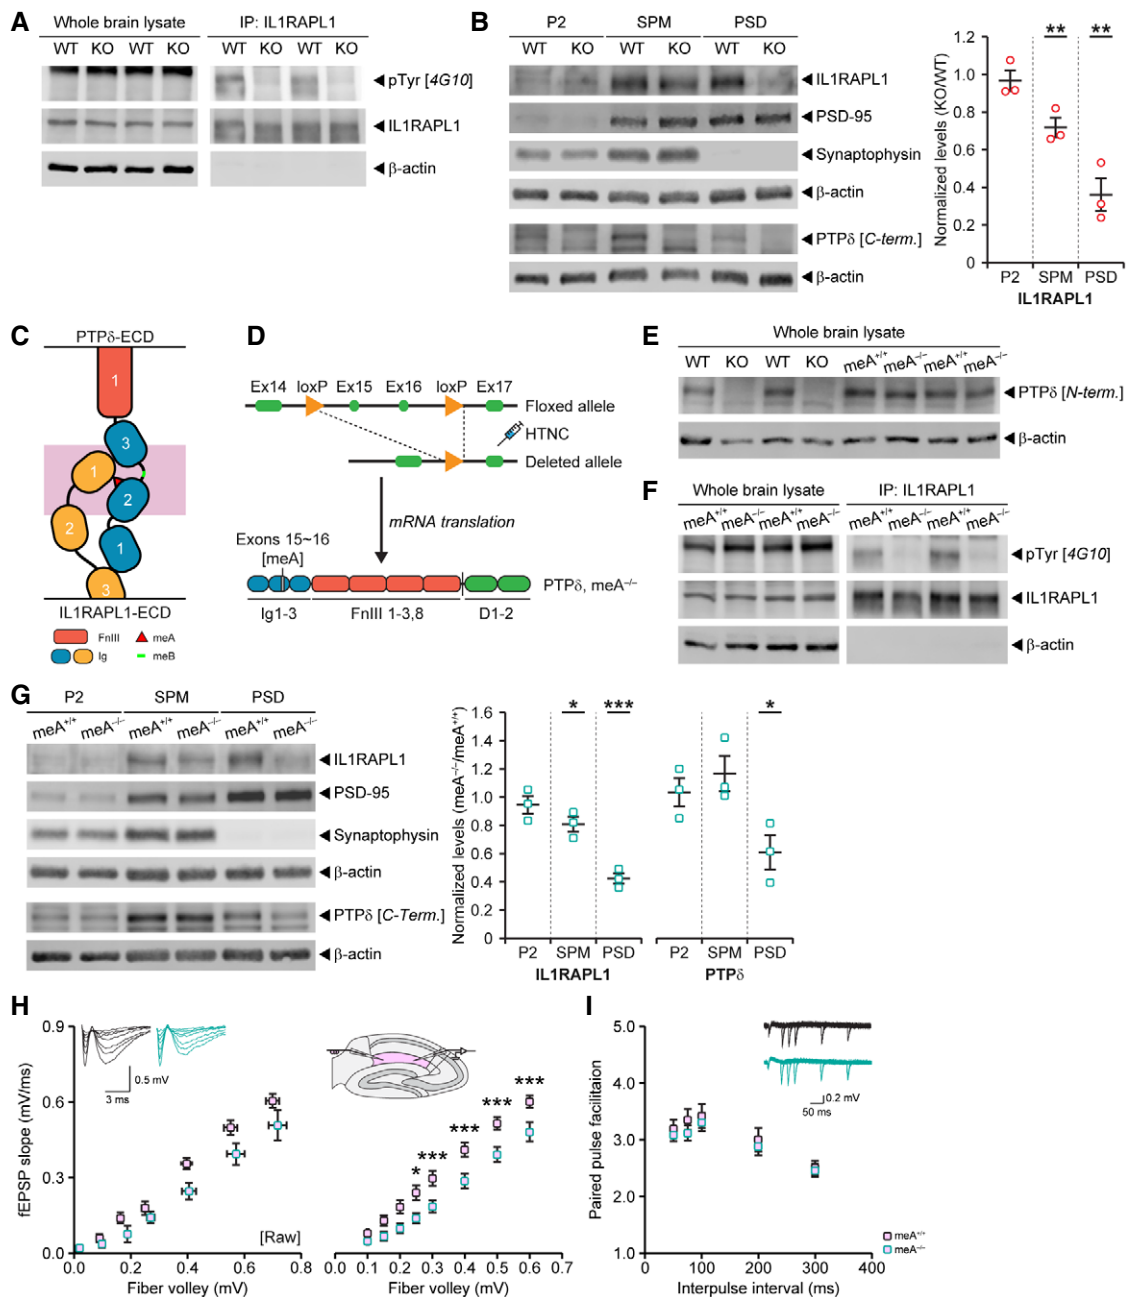 A
Whole brain lysate
IP: IL1RAPL1
WT KO WT KO WT KO WT KO
pTyr [4G10]
IL1RAPL1
β-actin
B
P2 SPM PSD
WT KO WT KO WT KO
IL1RAPL1
PSD-95
Synaptophysin
β-actin
PTPδ [C-term.]
β-actin
Normalized levels (KO/WT)
1.2
1.0
0.8
0.6
0.4
0.2
0
** **
P2 SPM PSD
IL1RAPL1
C
PTPδ-ECD
1
3
1
2
2
1
3
IL1RAPL1-ECD
FnIII meA
Ig meB
D
Ex14 loxP Ex15 Ex16 loxP Ex17
Floxed allele
HTNC
Deleted allele
mRNA translation
Exons 15~16
[meA]
PTPδ, meA⁻/⁻
Ig1-3 FnIII 1-3,8 D1-2
E
Whole brain lysate
WT KO WT KO meA⁺/⁺ meA⁻/⁻ meA⁺/⁺ meA⁻/⁻
PTPδ [N-term.]
β-actin
F
Whole brain lysate IP: IL1RAPL1
meA⁺/⁺ meA⁻/⁻ meA⁺/⁺ meA⁻/⁻ meA⁺/⁺ meA⁻/⁻ meA⁺/⁺ meA⁻/⁻
pTyr [4G10]
IL1RAPL1
β-actin
G
P2 SPM PSD
meA⁺/⁺ meA⁻/⁻ meA⁺/⁺ meA⁻/⁻ meA⁺/⁺ meA⁻/⁻
IL1RAPL1
PSD-95
Synaptophysin
β-actin
PTPδ [C-Term.]
β-actin
Normalized levels (meA⁻/⁻/meA⁺/⁺)
1.6
1.4
1.2
1.0
0.8
0.6
0.4
0.2
0
* *** *
P2 SPM PSD P2 SPM PSD
IL1RAPL1 PTPδ
H
fEPSP slope (mV/ms)
0.9
0.6
0.3
0.0
0.5 mV
3 ms
[Raw]
0.0 0.2 0.4 0.6 0.8
Fiber volley (mV)
* *** *** *** ***
0.0 0.1 0.2 0.3 0.4 0.5 0.6 0.7
Fiber volley (mV)
I
Paired pulse facilitaion
5.0
4.0
3.0
2.0
1.0
0.2 mV
50 ms
0 100 200 300 400
Interpulse interval (ms)
meA⁺/⁺
meA⁻/⁻